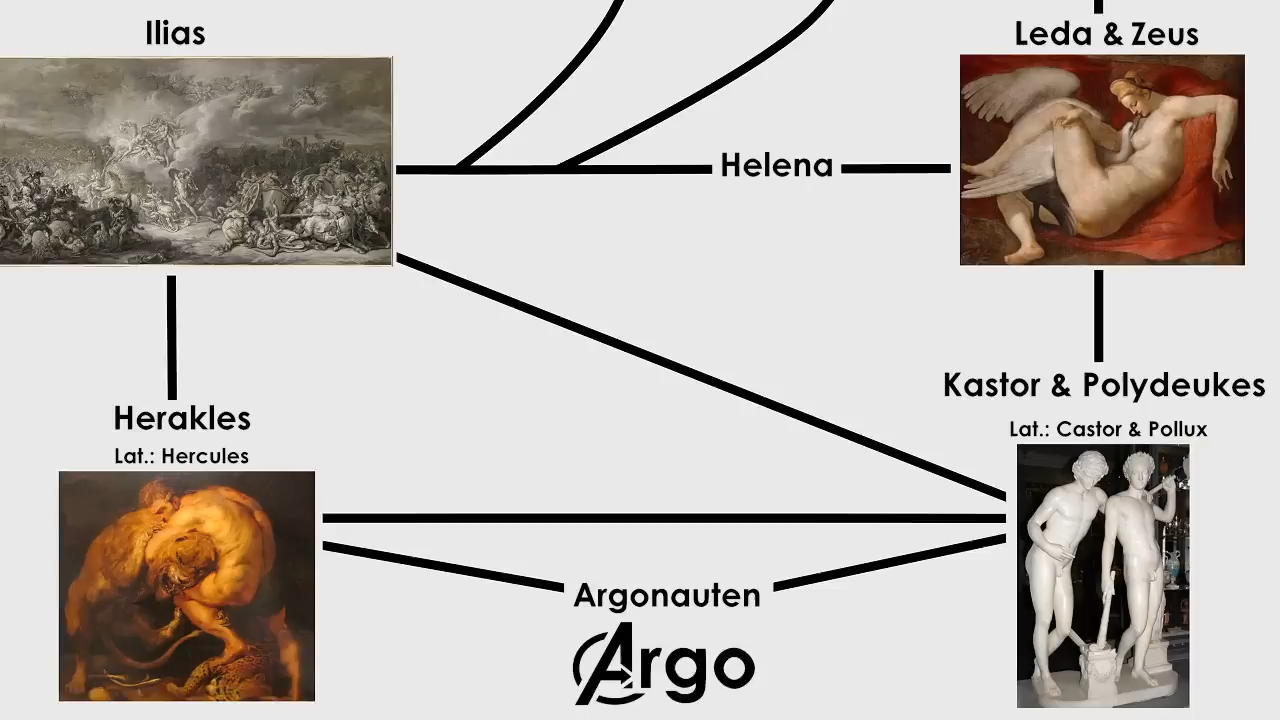 Ilias
Leda & Zeus
Helena
Kastor & Polydeukes
Lat.: Castor & Pollux
Herakles
Lat.: Hercules
Argonauten
Argo